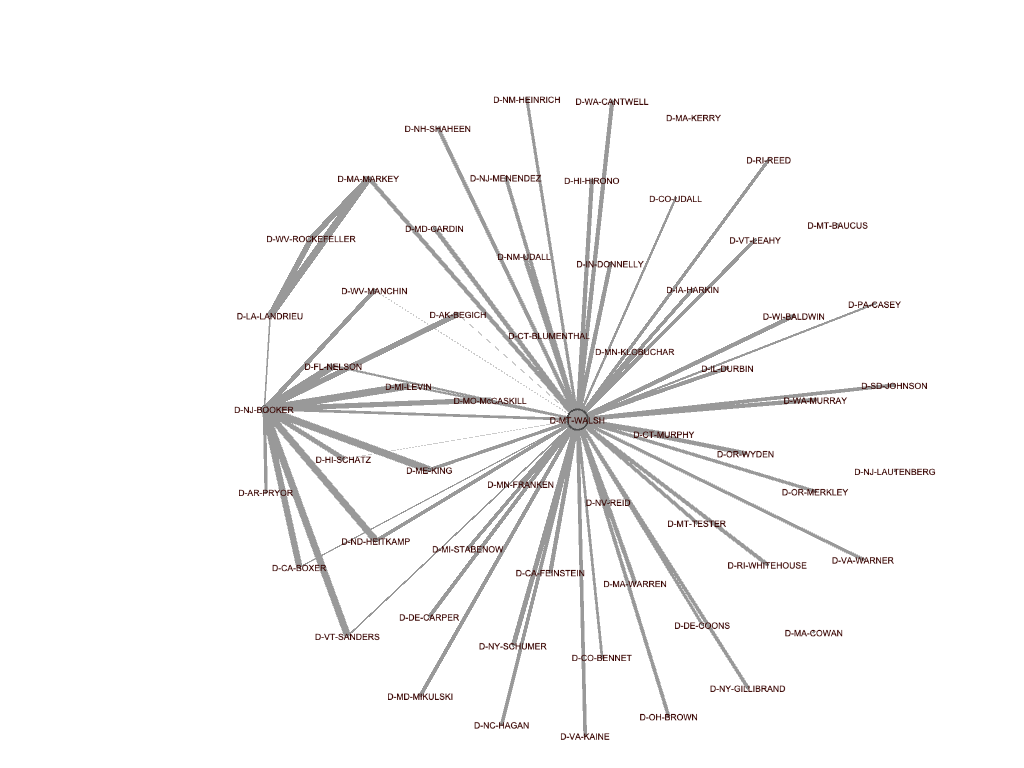 D-NM-HEINRICH
D-WA-CANTWELL
D-MA-KERRY
D-NH-SHAHEEN
D-RI-REED
D-MA-MARKEY
D-NJ-MENENDEZ
D-HI-HIRONO
D-CO-UDALL
D-MT-BAUCUS
D-MD-CARDIN
D-WV-ROCKEFELLER
D-VT-LEAHY
D-NM-UDALL
D-IN-DONNELLY
D-WV-MANCHIN
D-IA-HARKIN
D-PA-CASEY
D-LA-LANDRIEU
D-AK-BEGICH
D-WI-BALDWIN
D-CT-BLUMENTHAL
D-MN-KLOBUCHAR
D-FL-NELSON
D-IL-DURBIN
D-MI-LEVIN
D-SD-JOHNSON
D-MO-McCASKILL
D-WA-MURRAY
D-NJ-BOOKER
D-MT-WALSH
D-CT-MURPHY
D-OR-WYDEN
D-HI-SCHATZ
D-ME-KING
D-NJ-LAUTENBERG
D-MN-FRANKEN
D-AR-PRYOR
D-OR-MERKLEY
D-NV-REID
D-MT-TESTER
D-ND-HEITKAMP
D-MI-STABENOW
D-VA-WARNER
D-RI-WHITEHOUSE
D-CA-BOXER
D-CA-FEINSTEIN
D-MA-WARREN
D-DE-CARPER
D-DE-COONS
D-MA-COWAN
D-VT-SANDERS
D-NY-SCHUMER
D-CO-BENNET
D-NY-GILLIBRAND
D-MD-MIKULSKI
D-OH-BROWN
D-NC-HAGAN
D-VA-KAINE